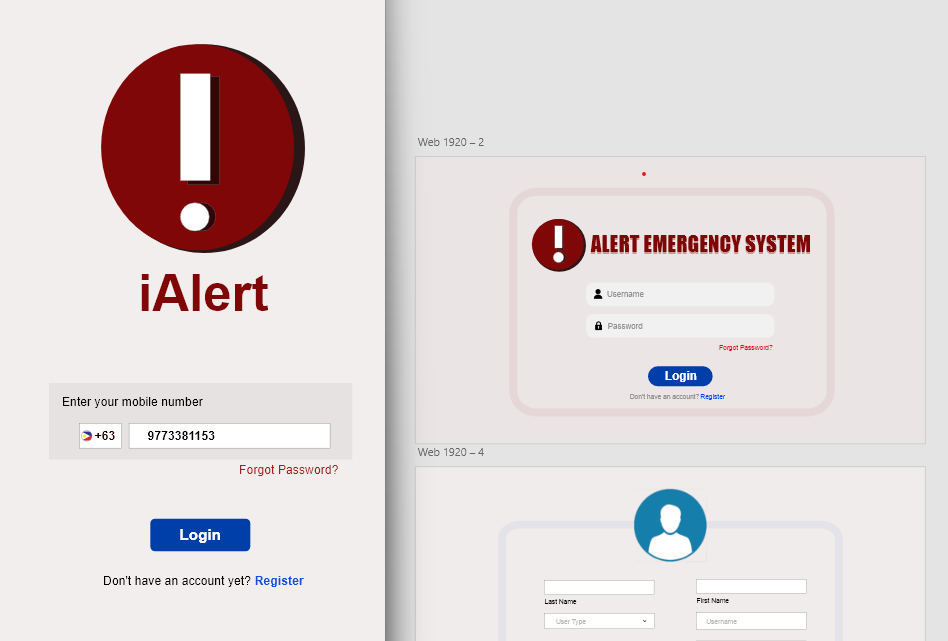 iAlert
Enter your mobile number
+63
9773381153
Forgot Password?
Login
Don't have an account yet? Register
Web 1920 – 2
ALERT EMERGENCY SYSTEM
Username
Password
Forgot Password?
Login
Don't have an account? Register
Web 1920 – 4
Last Name
First Name
User Type
Username